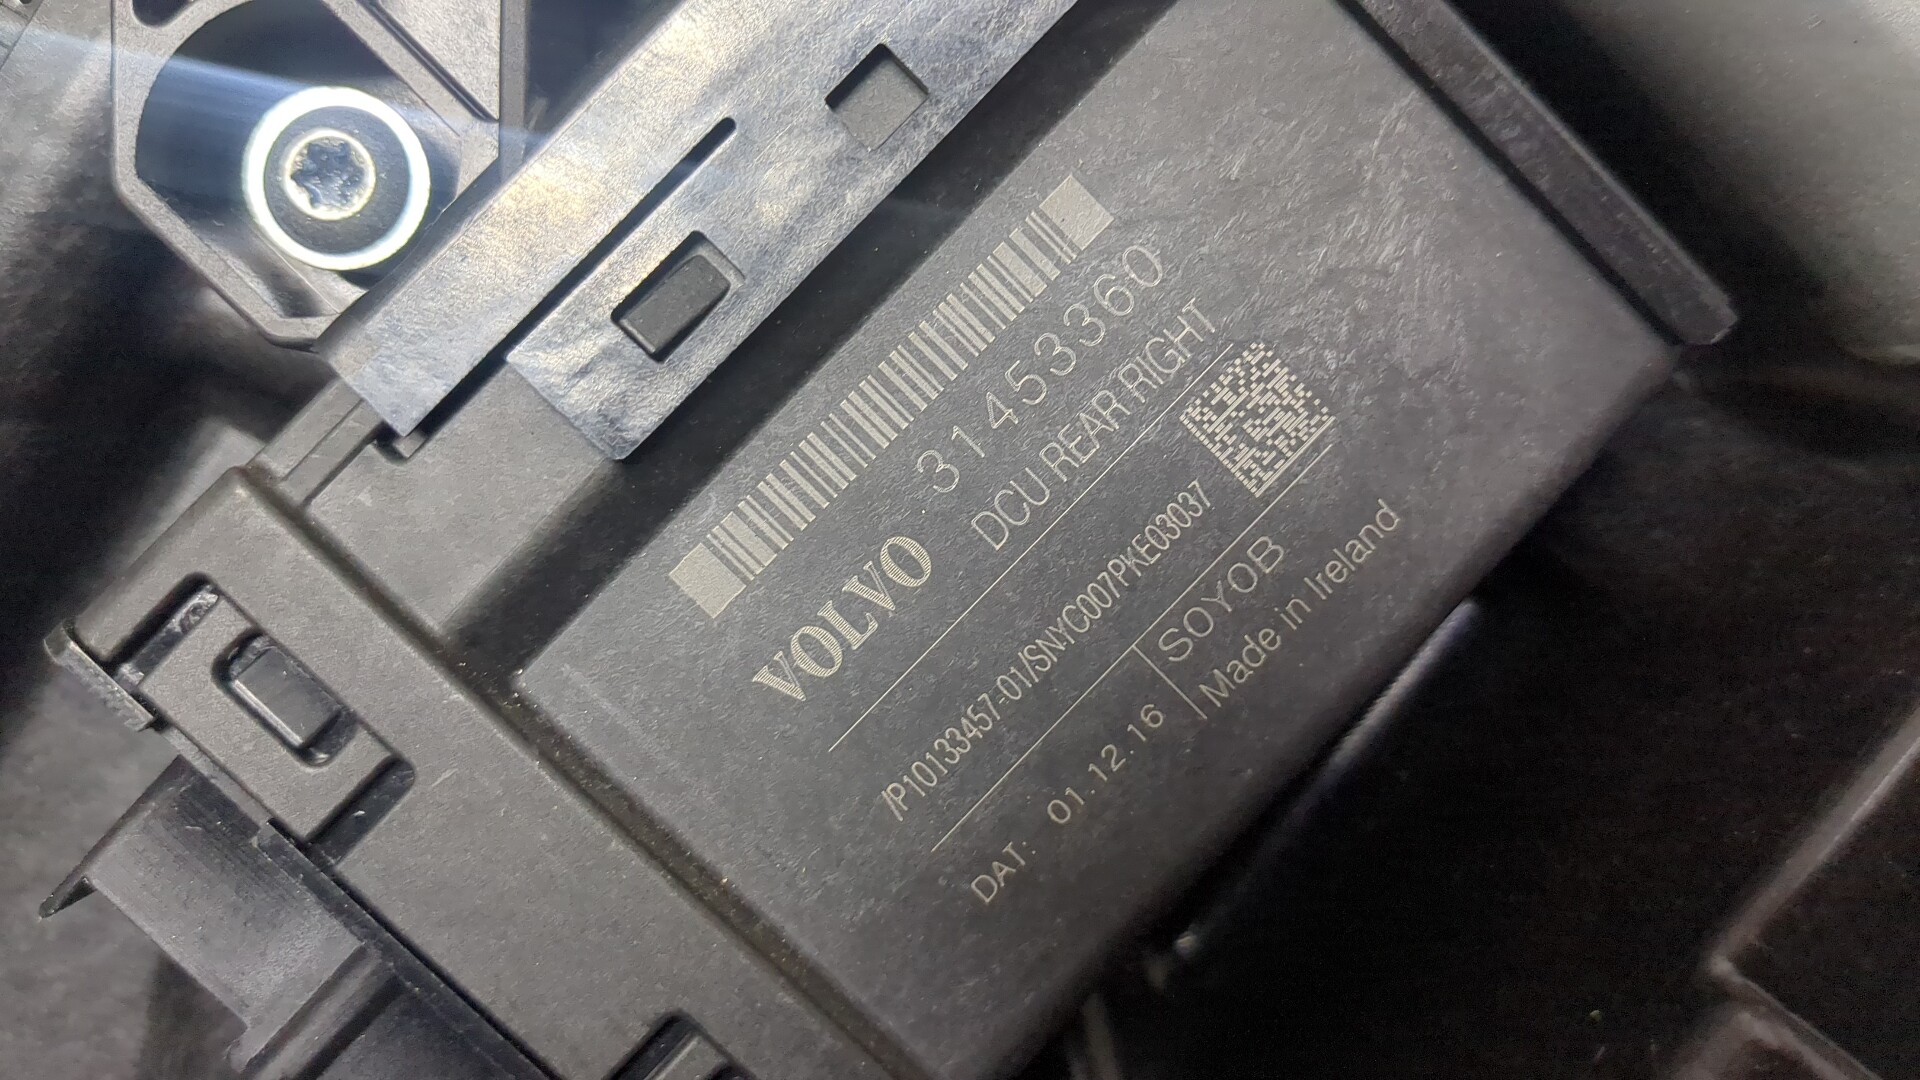 VOLVO 31453360
DCU REAR RIGHT
/P10133457-01/SNYC007PKE03037
SOYOB
DAT: 01.12.16
Made in Ireland